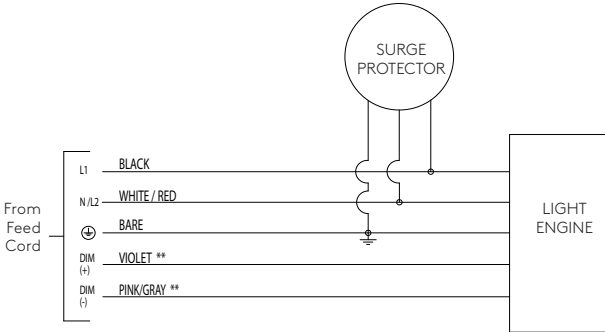 SURGE
PROTECTOR
L1 BLACK
N /L2 WHITE / RED
BARE
DIM
(+)
VIOLET **
DIM
(-)
PINK/GRAY **
From
Feed
Cord
LIGHT
ENGINE